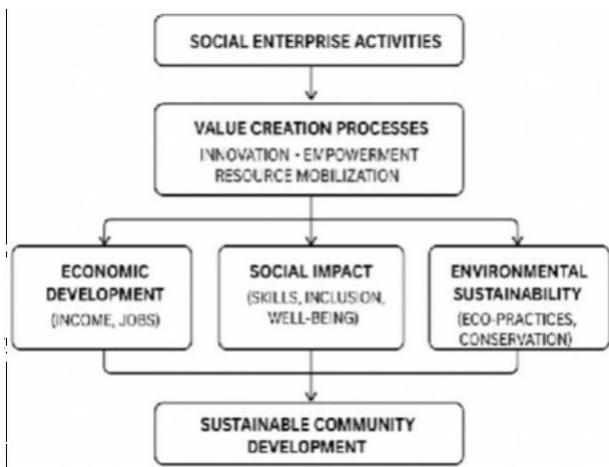 SOCIAL ENTERPRISE ACTIVITIES
VALUE CREATION PROCESSES
INNOVATION - EMPOWERMENT
RESOURCE MOBILIZATION
ECONOMIC
DEVELOPMENT
(INCOME, JOBS)
SOCIAL IMPACT
(SKILLS, INCLUSION,
WELL-BEING)
ENVIRONMENTAL
SUSTAINABILITY
(ECO-PRACTICES,
CONSERVATION)
SUSTAINABLE COMMUNITY
DEVELOPMENT